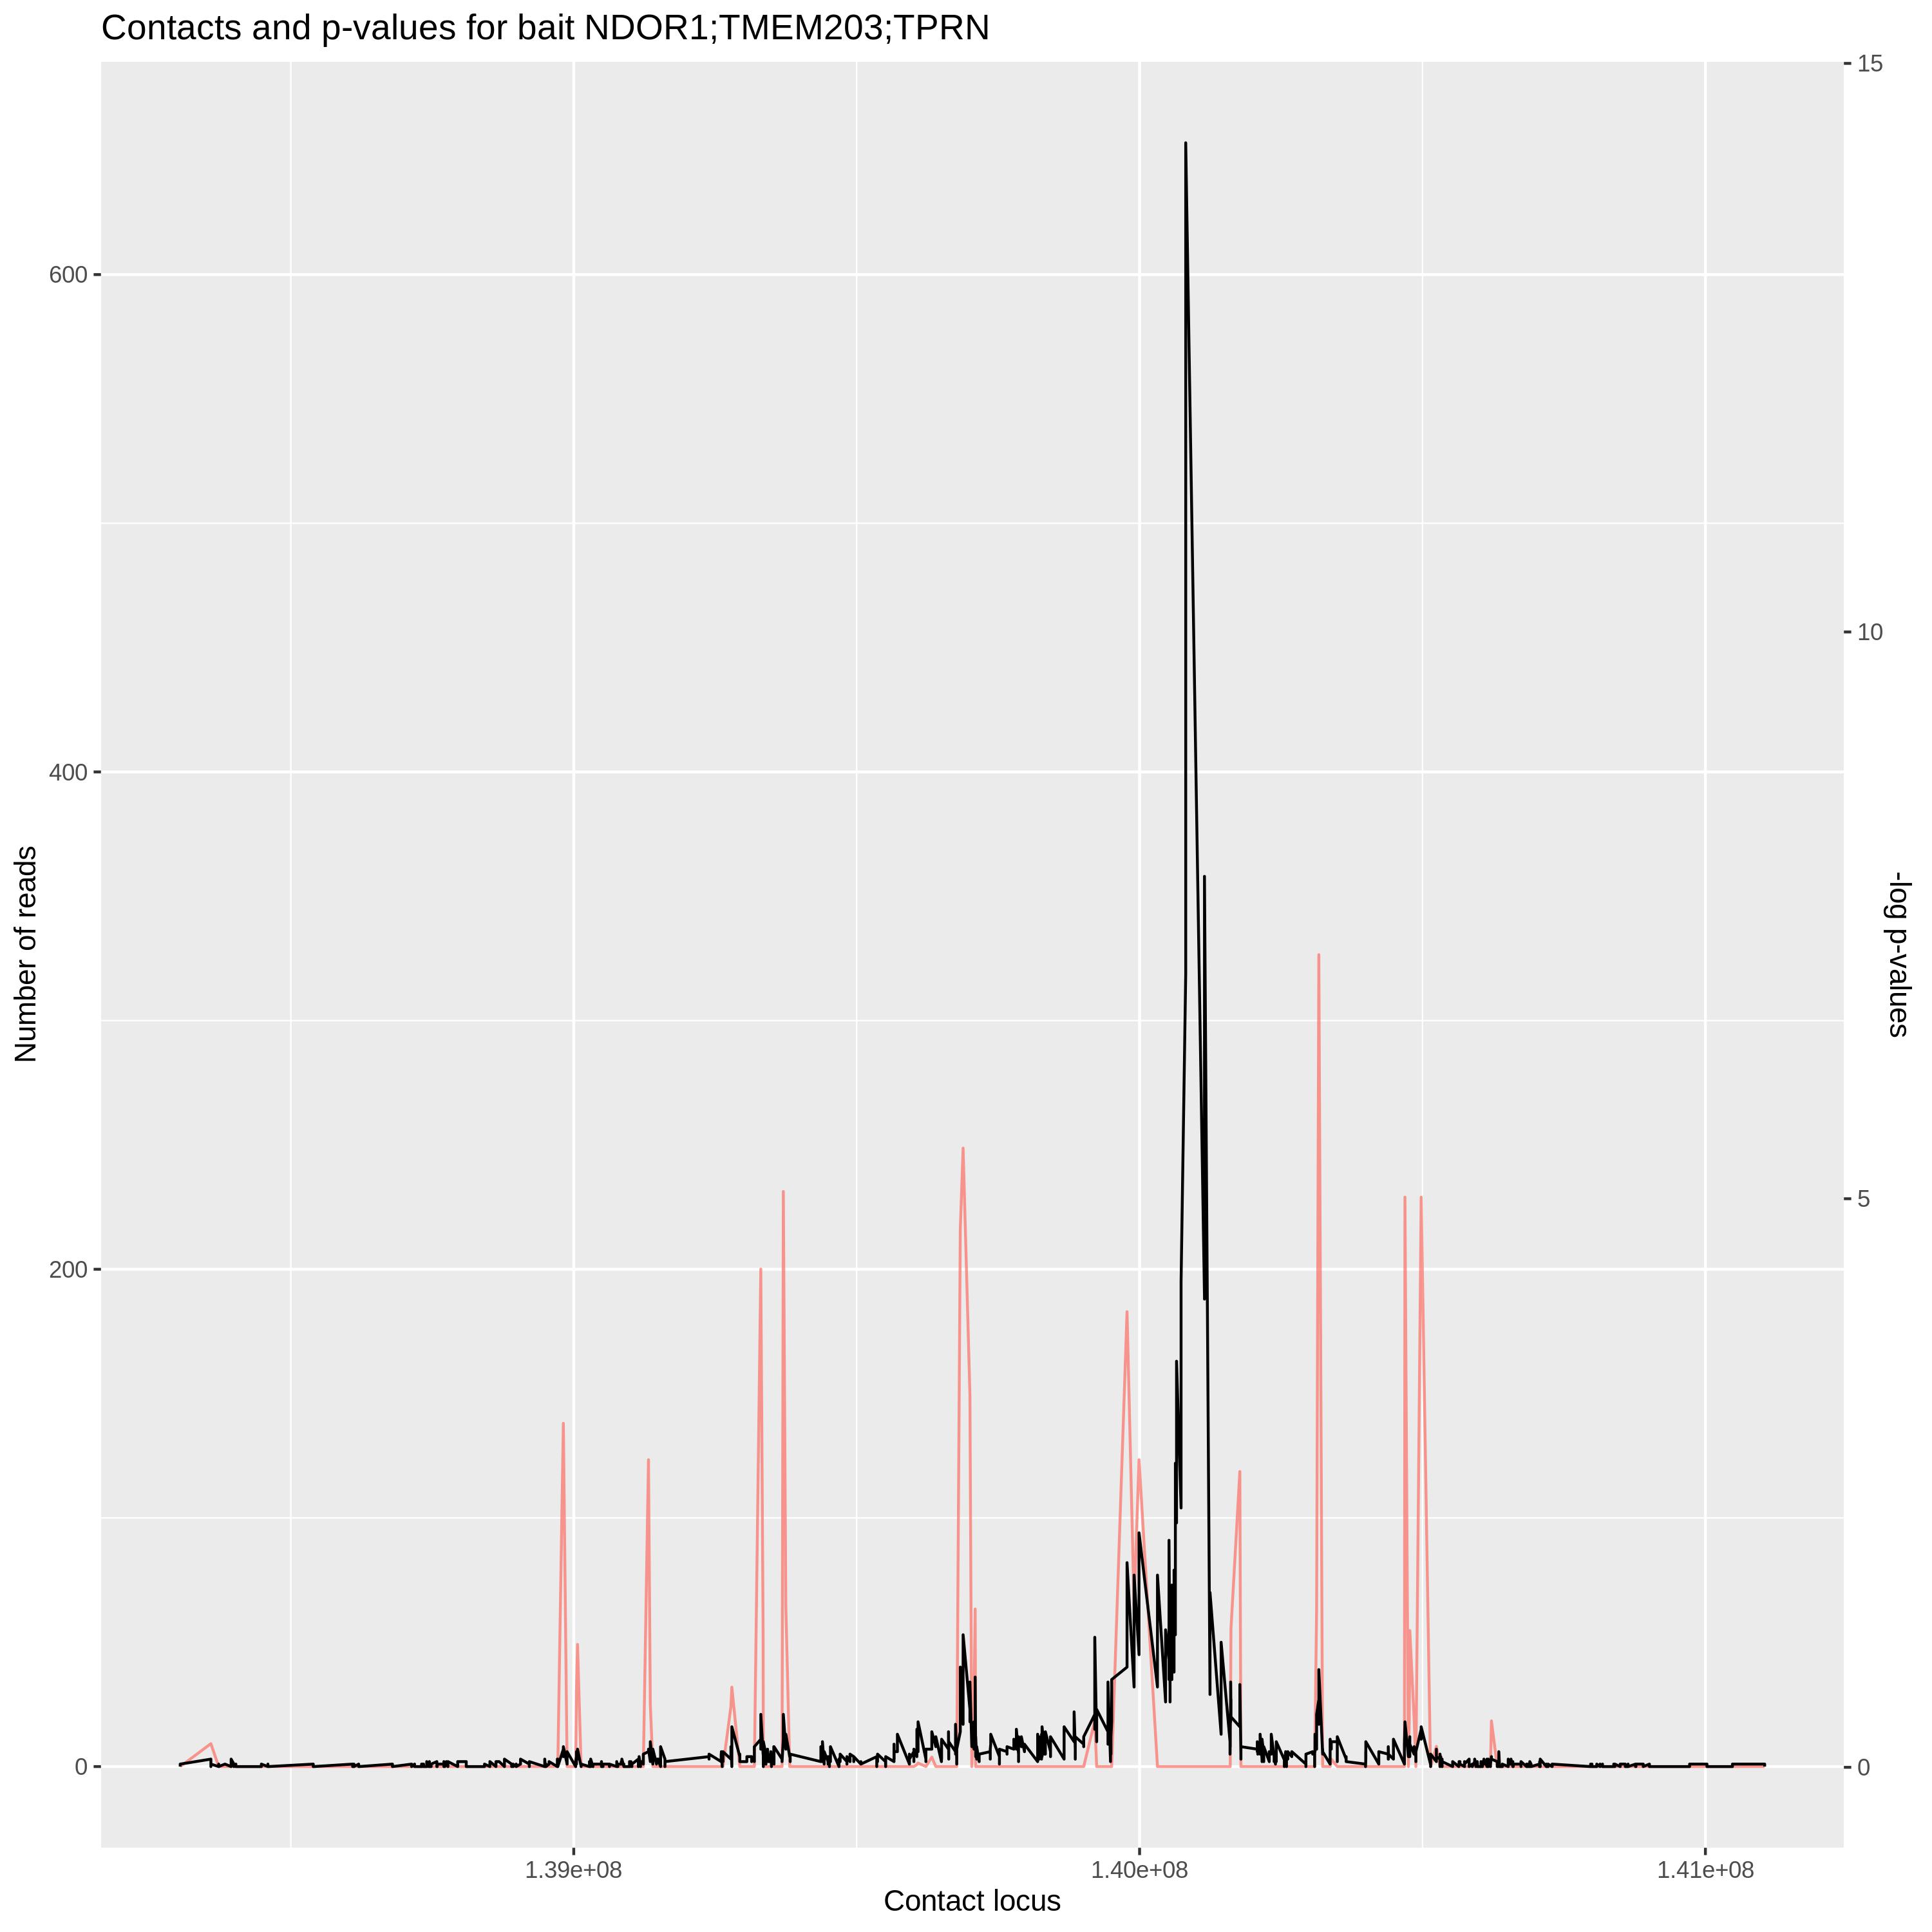 Contacts and p-values for bait NDOR1;TMEM203;TPRN
15
600
10
400
Number of reads
-log p-values
5
200
0
0
1.39e+08
1.40e+08
1.41e+08
Contact locus